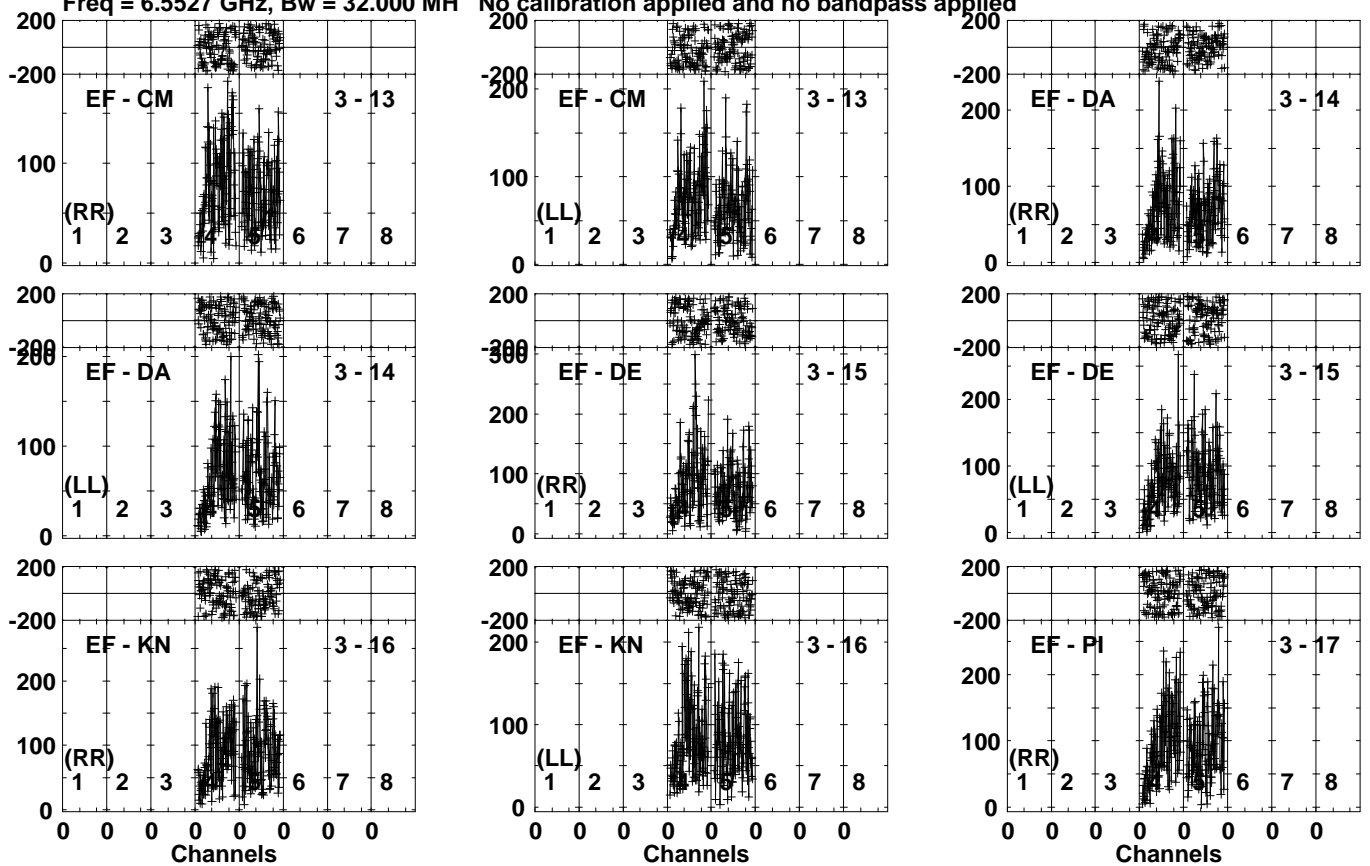 Freq = 6.5527 GHz, Bw = 32.000 MH No calibration applied and no bandpass applied
200 200 200
-200 -200 -200
EF - CM 3 - 13 200 EF - CM 3 - 13 EF - DA 3 - 14
200 200
100 100 100
(RR) (LL) (RR)
1 2 3 4 5 6 7 8 1 2 3 4 5 6 7 8 1 2 3 4 5 6 7 8
0 0 0
200 200 200
-200 -200 -200
200 300
EF - DA 3 - 14 EF - DE 3 - 15 EF - DE 3 - 15
200 200
100 100 100
(LL) (RR) (LL)
1 2 3 5 6 7 8 1 2 3 6 7 8 1 2 3 4 5 6 7 8
0 0 0
200 200 200
-200 -200 -200
EF - KN 3 - 16 200 EF - KN 3 - 16 EF - PI 3 - 17
200 200
100 100 100
(RR) (LL) (RR)
1 2 3 6 7 8 1 2 3 4 5 6 7 8 1 2 3 4 5 6 7 8
0 0 0
0 0 0 0 0 0 0 0 0 0 0 0 0 0 0 0 0 0 0 0 0 0 0 0
Channels Channels Channels